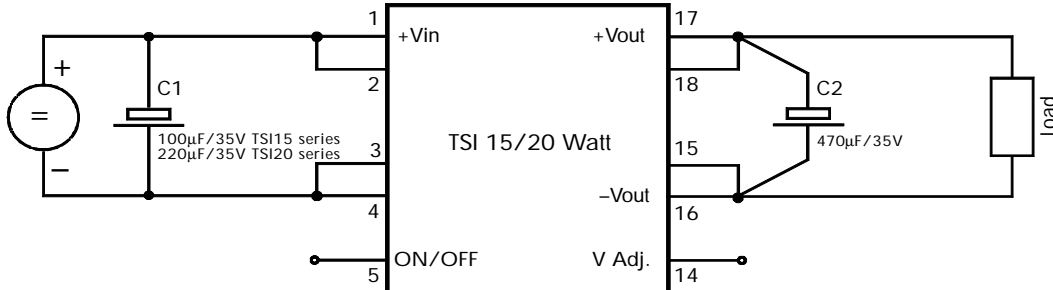 1
17
+Vin
+Vout
+
2
18
C1
C2
=
100µF/35V TSI15 series
220µF/35V TSI20 series
TSI 15/20 Watt
470µF/35V
Load
3
15
–
4
–Vout
16
ON/OFF
V Adj.
5
14